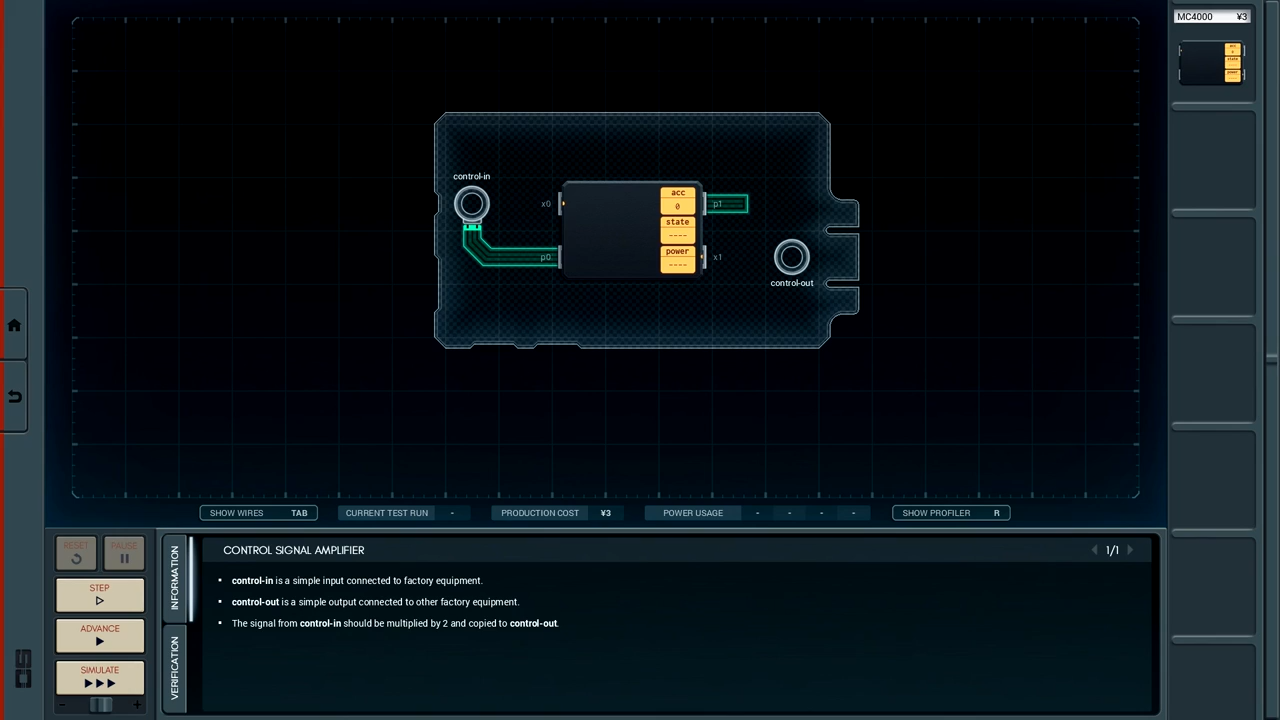 MC4000 ¥3
acc
state
power
control-in
x0
acc
0
p1
state
----
p0
power
----
x1
control-out
SHOW WIRES TAB
CURRENT TEST RUN -
PRODUCTION COST ¥3
POWER USAGE - - - -
SHOW PROFILER R
RESET
PAUSE
STEP
ADVANCE
SIMULATE
- +
INFORMATION
VERIFICATION
CONTROL SIGNAL AMPLIFIER 1/1
▪ control-in is a simple input connected to factory equipment.
▪ control-out is a simple output connected to other factory equipment.
▪ The signal from control-in should be multiplied by 2 and copied to control-out.